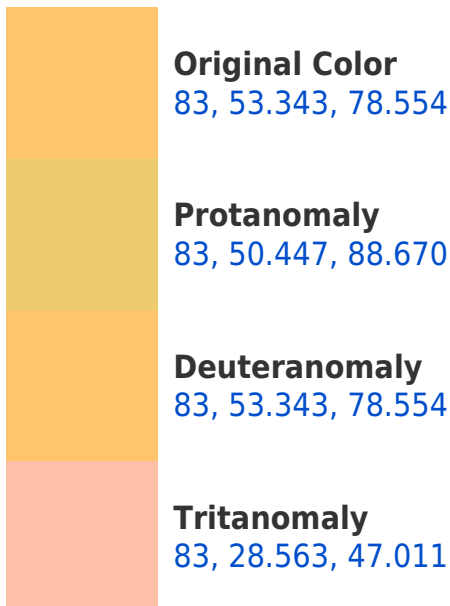 Original Color
83, 53.343, 78.554
Protanomaly
83, 50.447, 88.670
Deuteranomaly
83, 53.343, 78.554
Tritanomaly
83, 28.563, 47.011